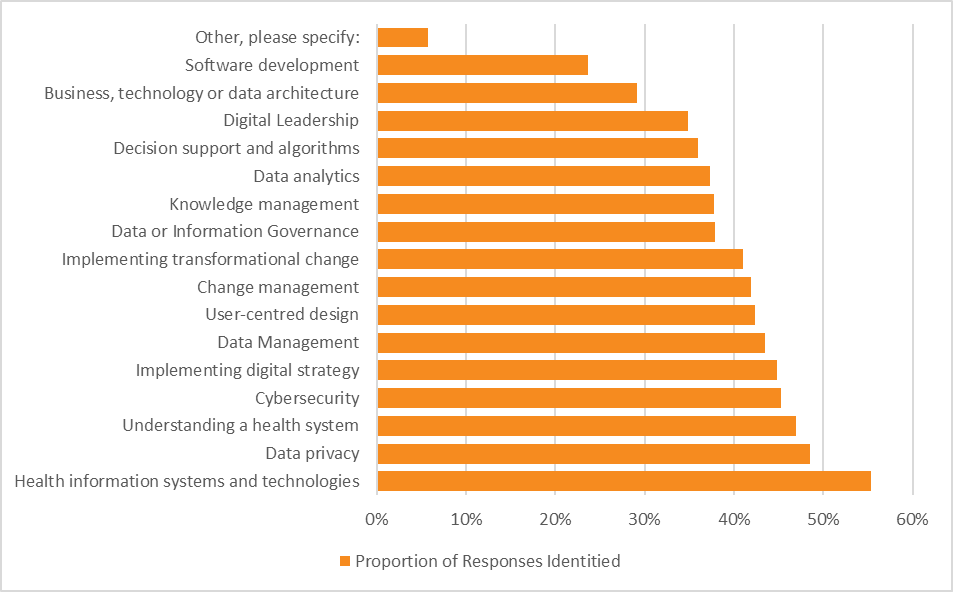 Other, please specify:
Software development
Business, technology or data architecture
Digital Leadership
Decision support and algorithms
Data analytics
Knowledge management
Data or Information Governance
Implementing transformational change
Change management
User-centred design
Data Management
Implementing digital strategy
Cybersecurity
Understanding a health system
Data privacy
Health information systems and technologies
0% 10% 20% 30% 40% 50% 60%
Proportion of Responses Identitied